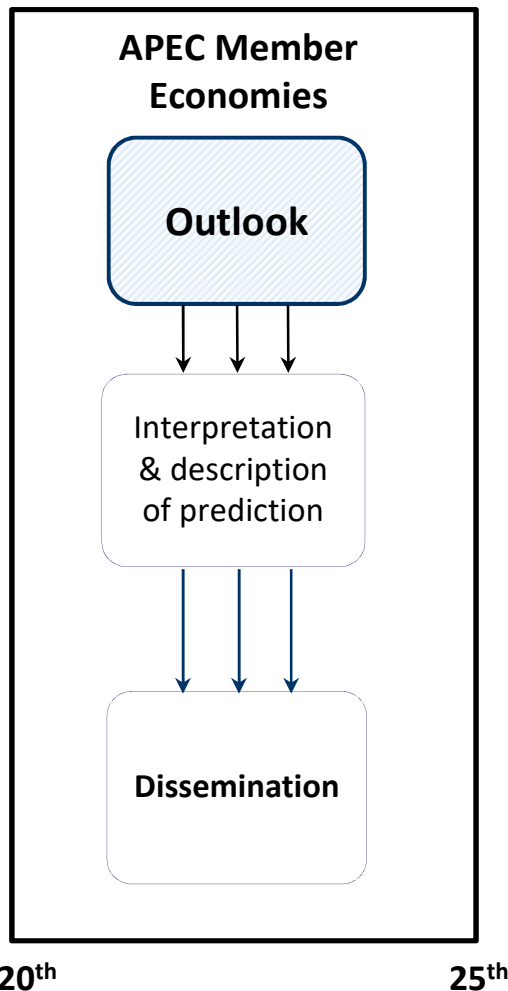 APEC Member
Economies
Outlook
Interpretation
& description
of prediction
Dissemination
20th
25th